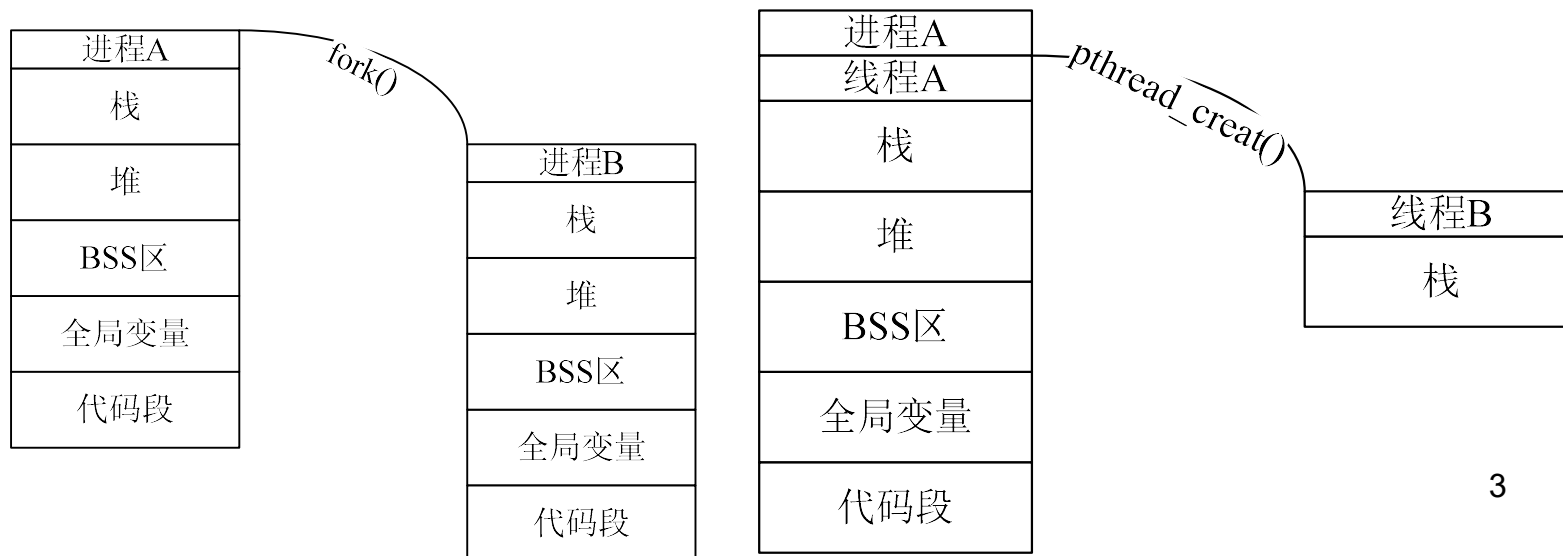 进程A
栈
堆
BSS区
全局变量
代码段
fork()
进程B
栈
堆
BSS区
全局变量
代码段
进程A
线程A
栈
堆
BSS区
全局变量
代码段
pthread_creat()
线程B
栈
3